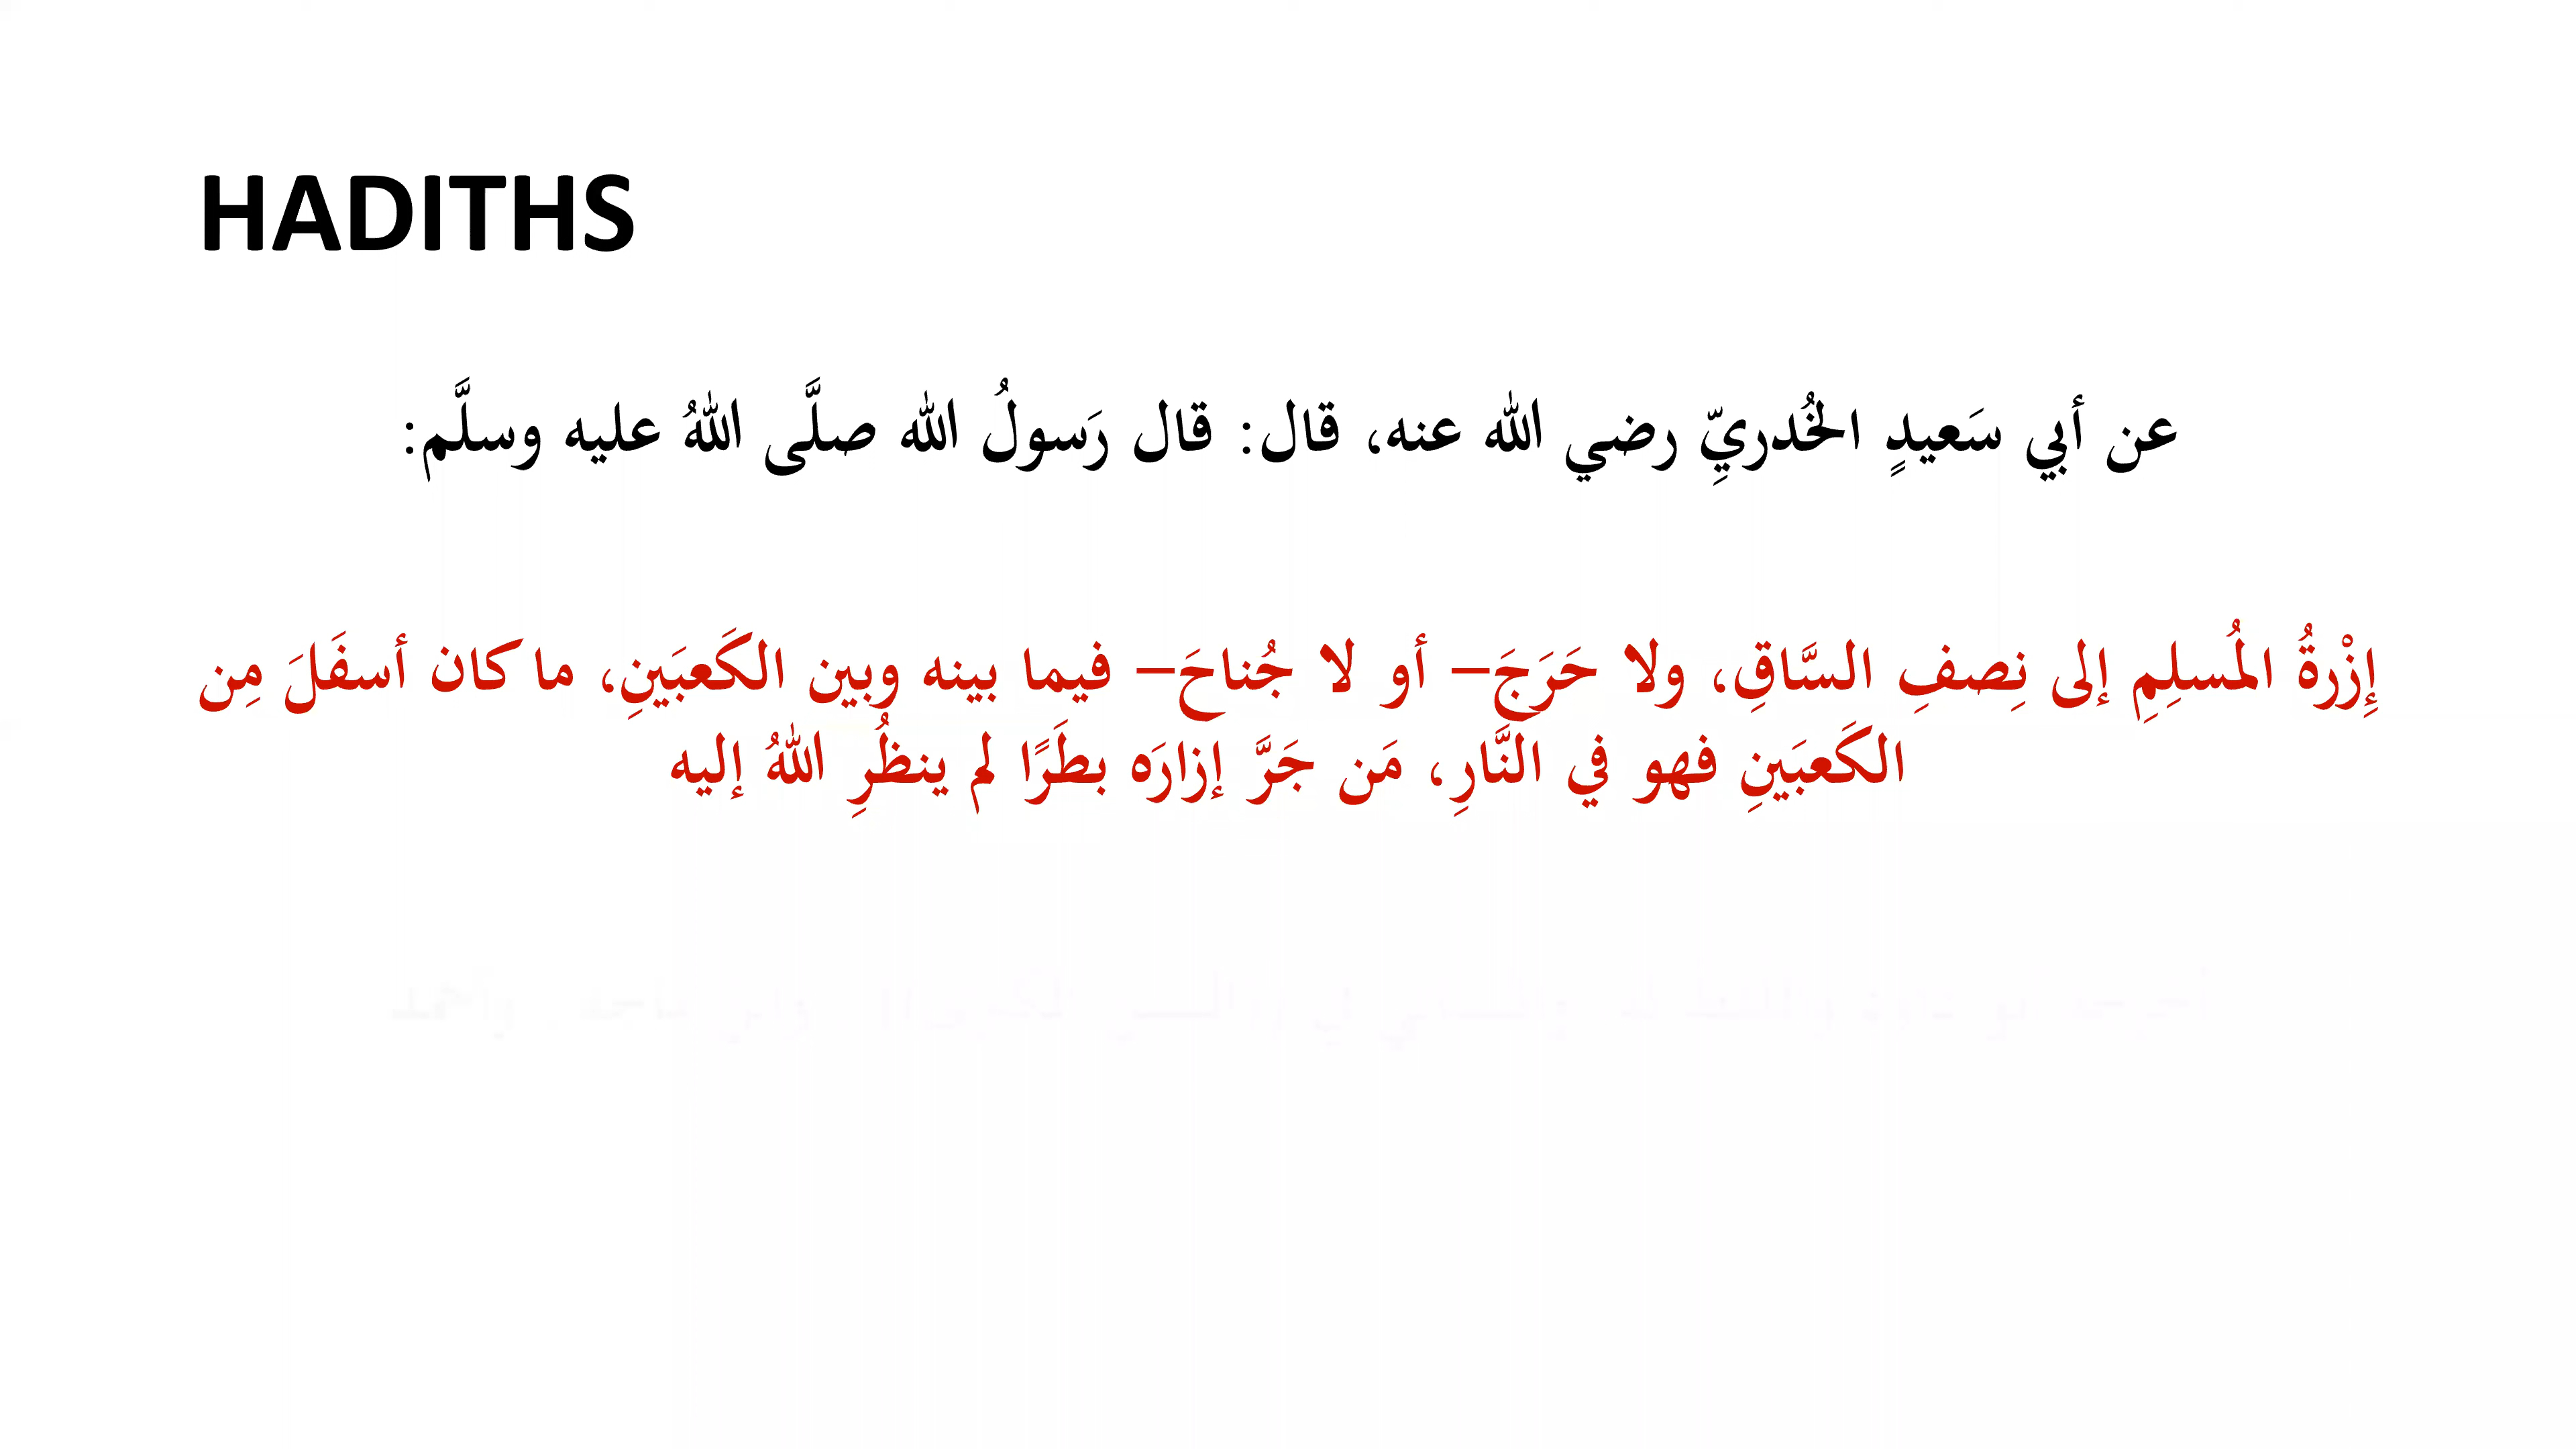 HADITHS
عن أبي سَعيدٍ الخُدريِّ رضي الله عنه، قال: قال رَسولُ الله صلَّى اللهُ عليه وسلَّم:
إِزْرةُ المُسلِمِ إلى نِصفِ السَّاقِ، ولا حَرَجَ– أو لا جُناحَ– فيما بينه وبين الكَعبَينِ، ما كان أسفَلَ مِن
الكَعبَينِ فهو في النَّارِ، مَن جَرَّ إزارَه بطَرًا لم ينظُرِ اللهُ إليه